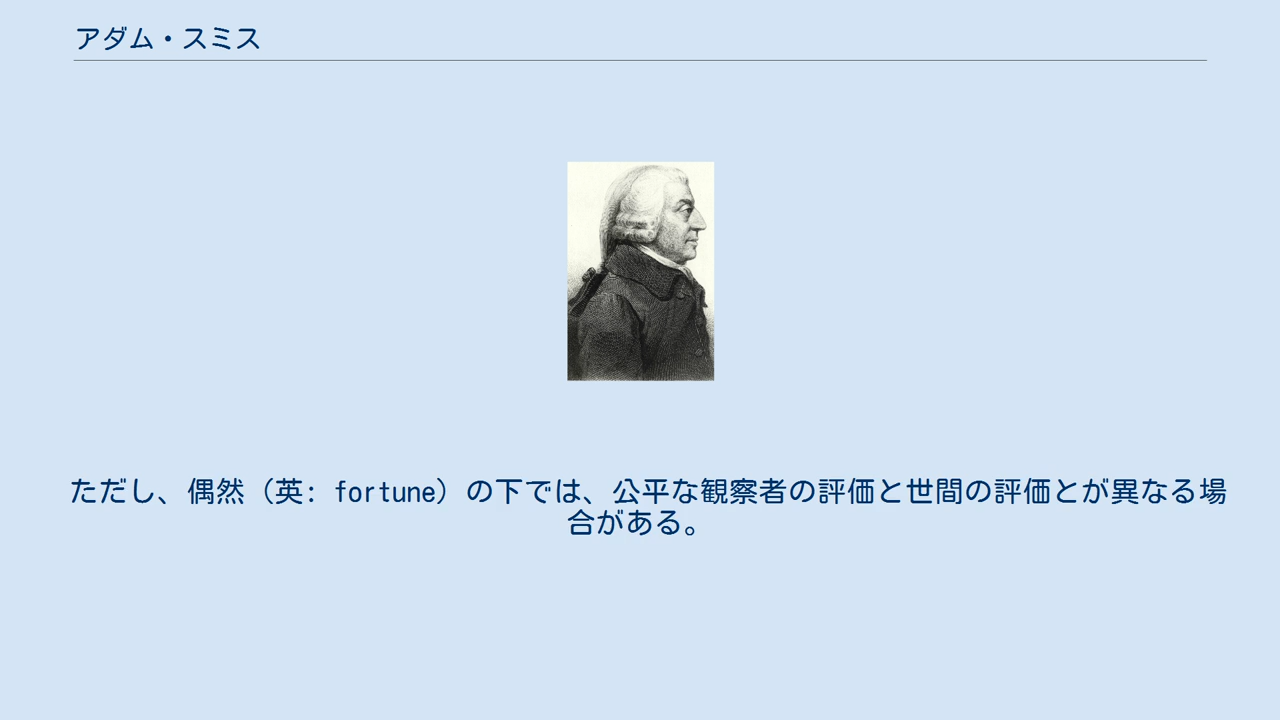 アダム・スミス
ただし、偶然（英: fortune）の下では、公平な観察者の評価と世間の評価とが異なる場
合がある。